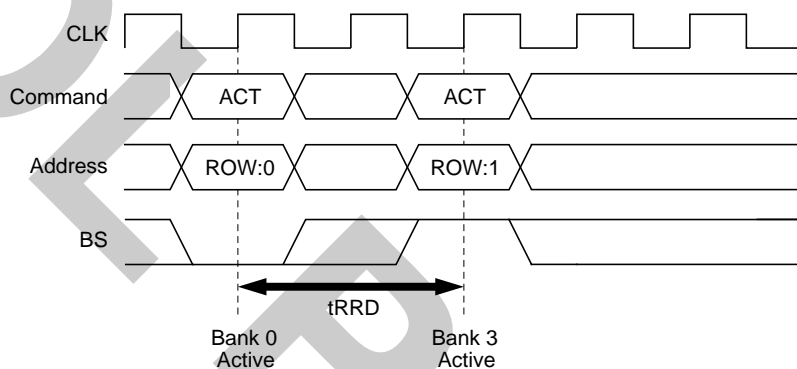 CLK
Command ACT ACT
Address ROW:0 ROW:1
BS
tRRD
Bank 0 Active
Bank 3 Active